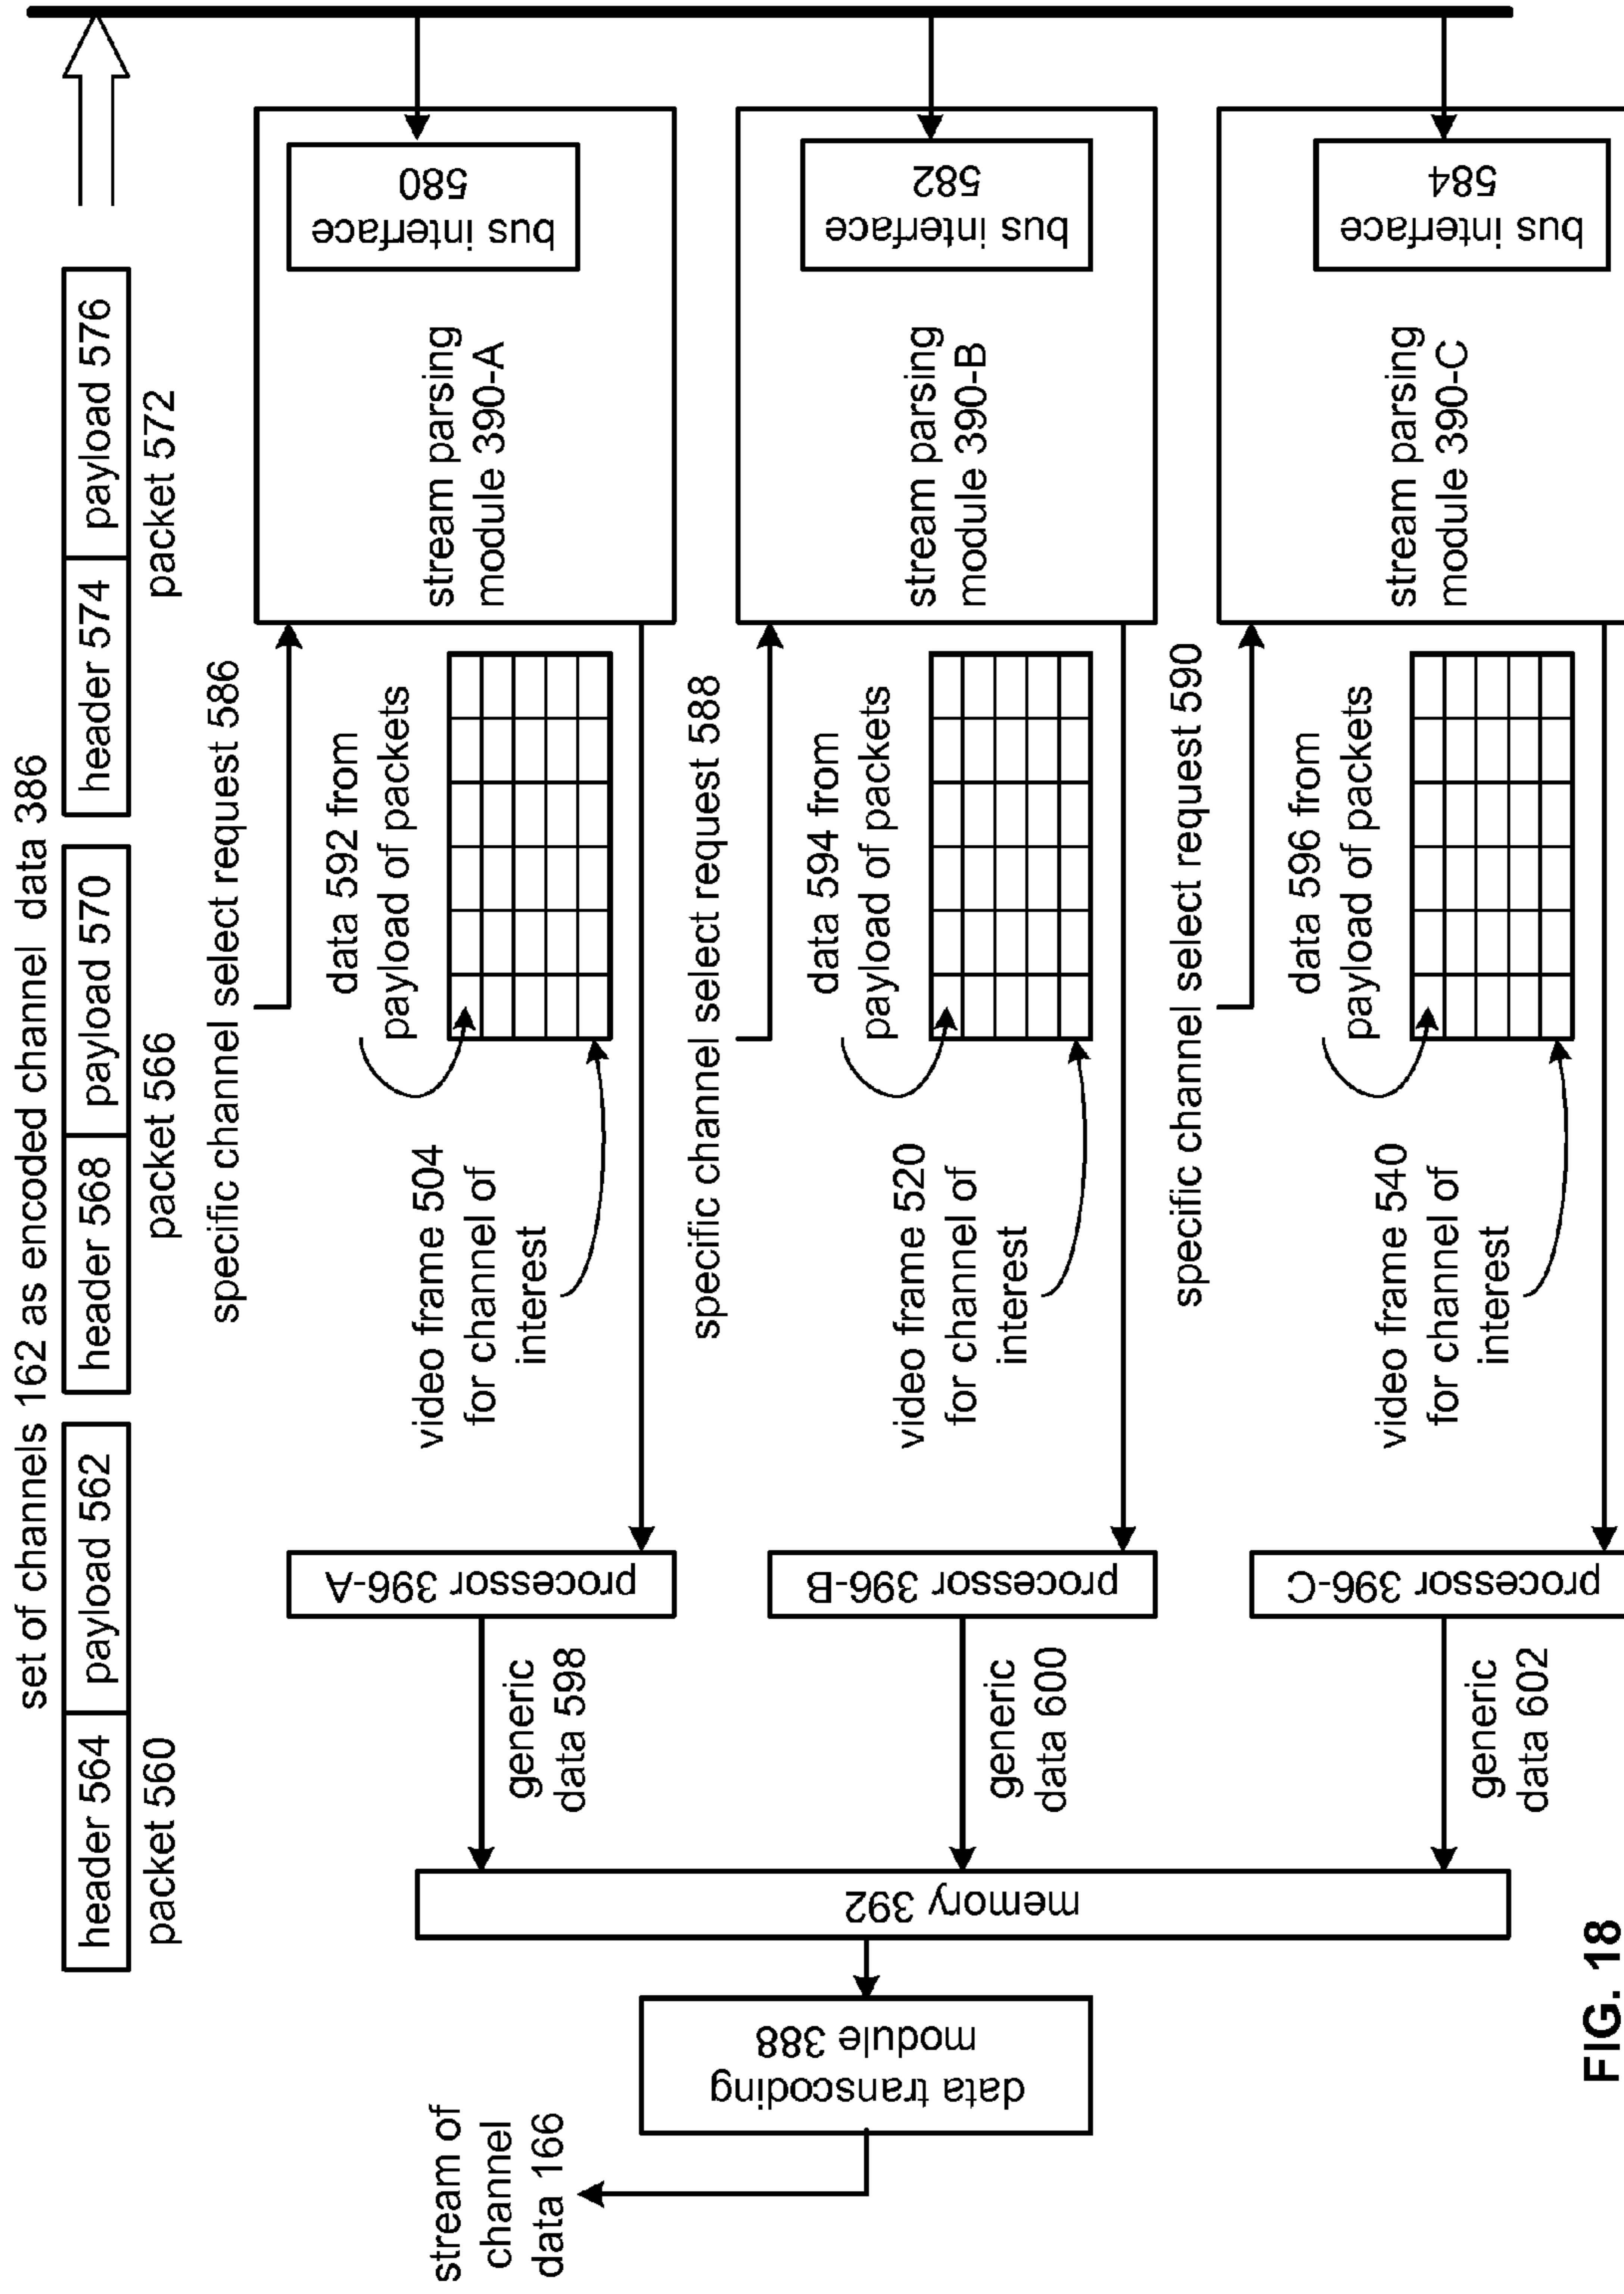 set of channels 162 as encoded channel data 386
header 564
payload 562
header 568
payload 570
header 574
payload 576
packet 560
packet 566
packet 572
specific channel select request 586
stream parsing
module 390-A
bus interface
580
data 592 from
payload of packets
video frame 504
for channel of
interest
processor 396-A
generic
data 598
specific channel select request 588
stream parsing
module 390-B
bus interface
582
data 594 from
payload of packets
video frame 520
for channel of
interest
processor 396-B
generic
data 600
specific channel select request 590
stream parsing
module 390-C
bus interface
584
data 596 from
payload of packets
video frame 540
for channel of
interest
processor 396-C
generic
data 602
memory 392
data transcoding
module 388
stream of
channel
data 166
FIG. 18